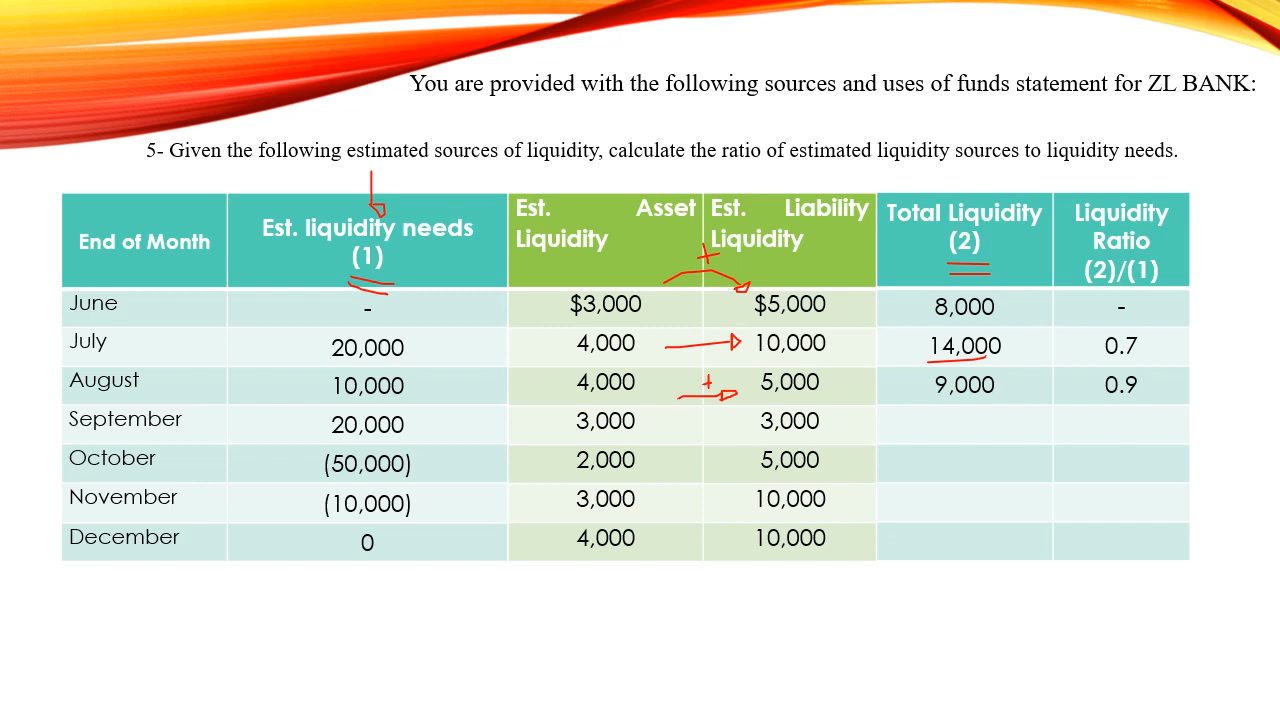 You are provided with the following sources and uses of funds statement for ZL BANK:
5- Given the following estimated sources of liquidity, calculate the ratio of estimated liquidity sources to liquidity needs.
End of Month Est. liquidity needs (1) Est. Asset Liquidity Est. Liability Liquidity Total Liquidity (2) Liquidity Ratio (2)/(1)
June - $3,000 $5,000 8,000 -
July 20,000 4,000 10,000 14,000 0.7
August 10,000 4,000 + 5,000 9,000 0.9
September 20,000 3,000 3,000
October (50,000) 2,000 5,000
November (10,000) 3,000 10,000
December 0 4,000 10,000